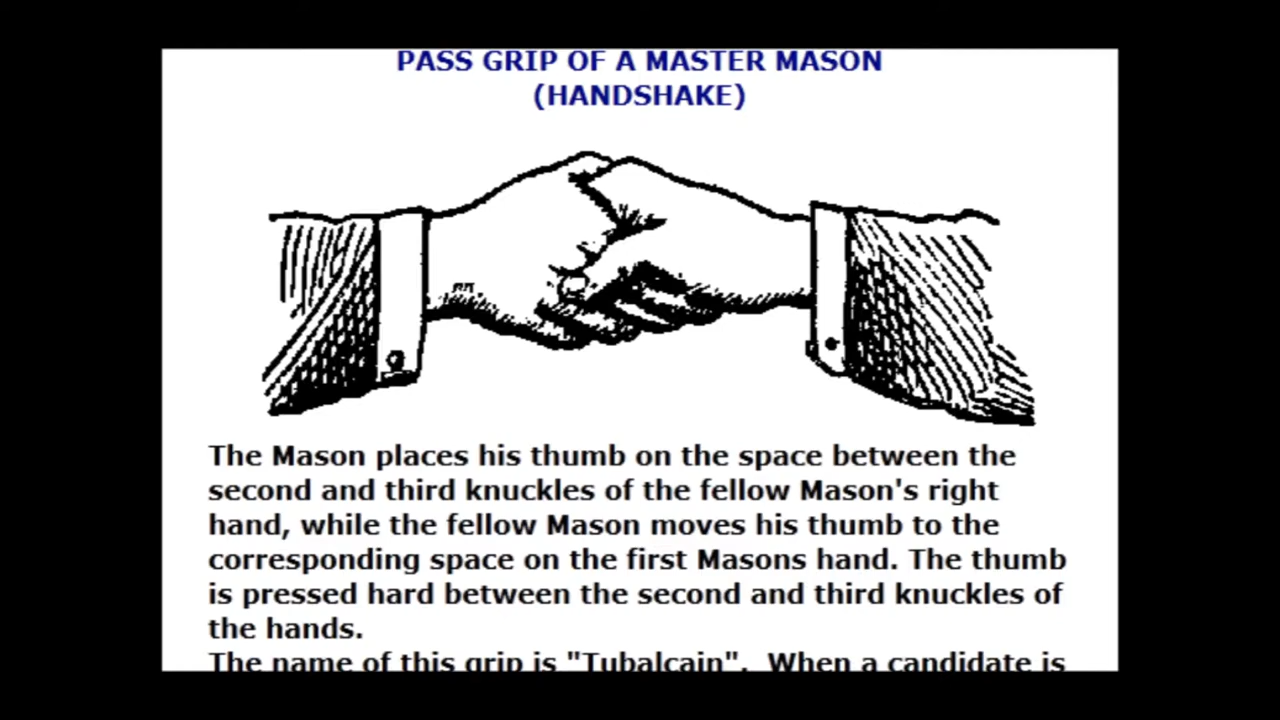 PASS GRIP OF A MASTER MASON
(HANDSHAKE)
The Mason places his thumb on the space between the
second and third knuckles of the fellow Mason's right
hand, while the fellow Mason moves his thumb to the
corresponding space on the first Masons hand. The thumb
is pressed hard between the second and third knuckles of
the hands.
The name of this grip is "Tubalcain". When a candidate is